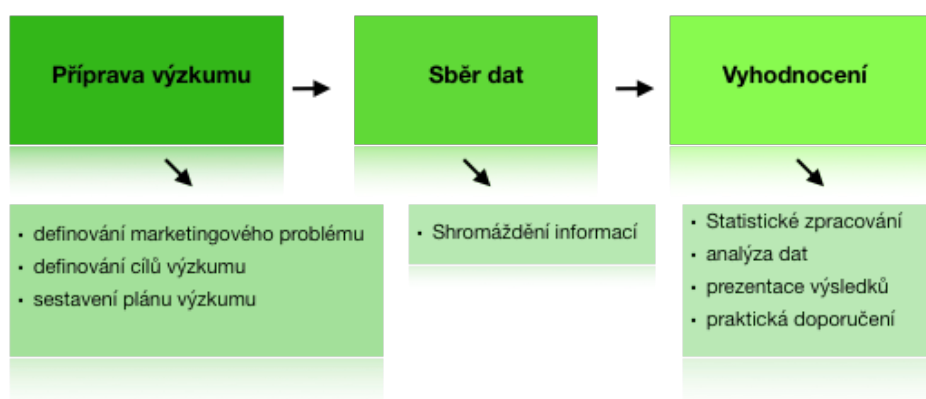 Příprava výzkumu
Sběr dat
Vyhodnocení
• definování marketingového problému
• definování cílů výzkumu
• sestavení plánu výzkumu
• Shromáždění informací
• Statistické zpracování
• analýza dat
• prezentace výsledků
• praktická doporučení